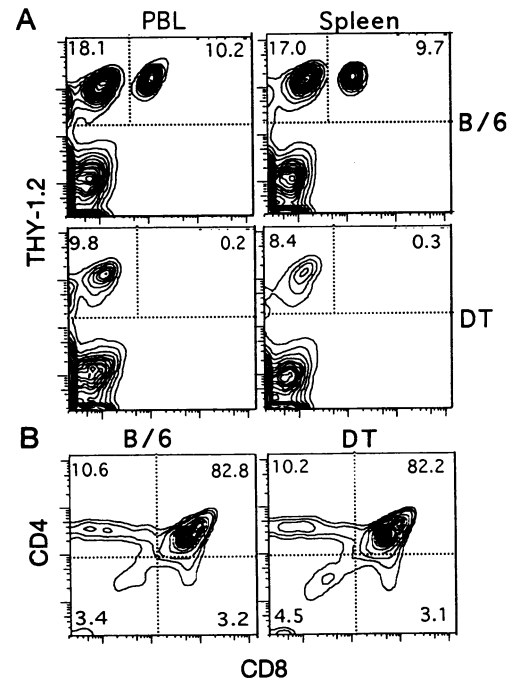 A PBL Spleen
18.1 10.2 17.0 9.7
B/6
THY-1.2
9.8 0.2 8.4 0.3
DT
B B/6 DT
10.6 82.8 10.2 82.2
CD4
3.4 3.2 4.5 3.1
CD8